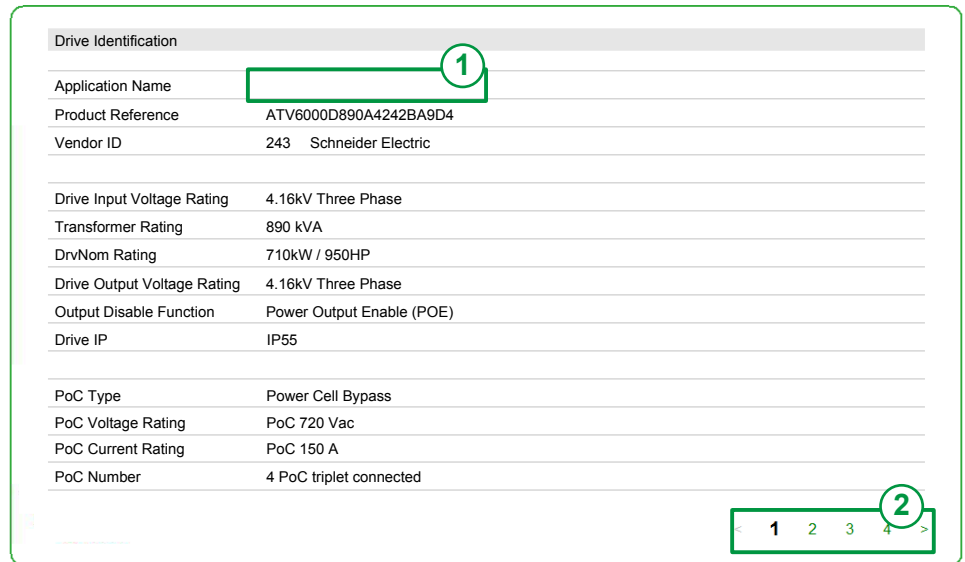 Drive Identification
1
Application Name
Product Reference ATV6000D890A4242BA9D4
Vendor ID 243 Schneider Electric
Drive Input Voltage Rating 4.16kV Three Phase
Transformer Rating 890 kVA
DrvNom Rating 710kW / 950HP
Drive Output Voltage Rating 4.16kV Three Phase
Output Disable Function Power Output Enable (POE)
Drive IP IP55
PoC Type Power Cell Bypass
PoC Voltage Rating PoC 720 Vac
PoC Current Rating PoC 150 A
PoC Number 4 PoC triplet connected
2
< 1 2 3 4 >